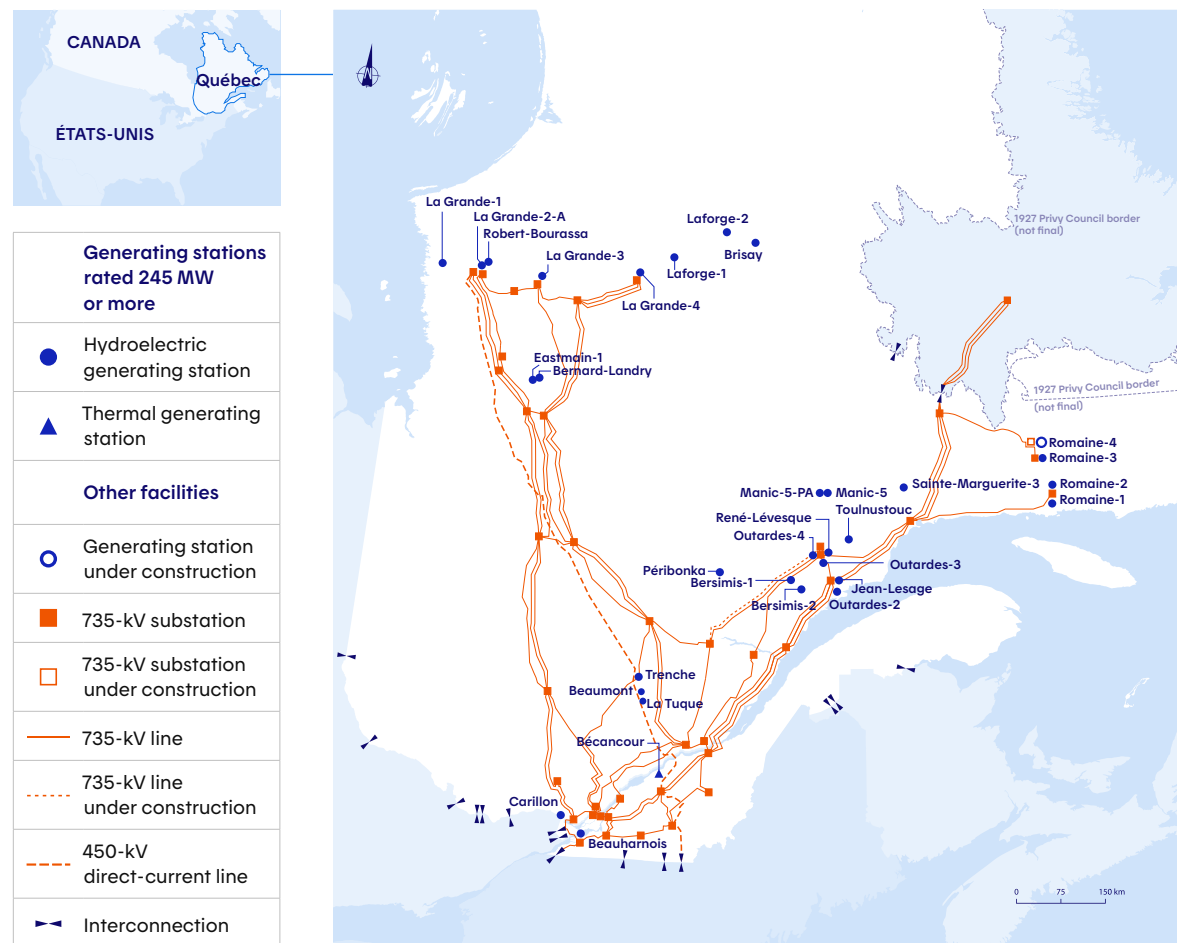 CANADA
Québec
ÉTATS-UNIS
Generating stations
rated 245 MW
or more
Hydroelectric
generating station
Thermal generating
station
Other facilities
Generating station
under construction
735-kV substation
735-kV substation
under construction
735-kV line
735-kV line
under construction
450-kV
direct-current line
Interconnection
La Grande-1
La Grande-2-A
Robert-Bourassa
La Grande-3
Laforge-2
Brisay
Laforge-1
La Grande-4
1927 Privy Council border
(not final)
Eastmain-1
Bernard-Landry
1927 Privy Council border
(not final)
Romaine-4
Romaine-3
Sainte-Marguerite-3
Romaine-2
Romaine-1
Manic-5-PA
Manic-5
Toulnustouc
René-Lévesque
Outardes-4
Outardes-3
Péribonka
Bersimis-1
Jean-Lesage
Bersimis-2
Outardes-2
Trenche
Beaumont
La Tuque
Bécancour
Carillon
Beauharnois
0 75 150 km